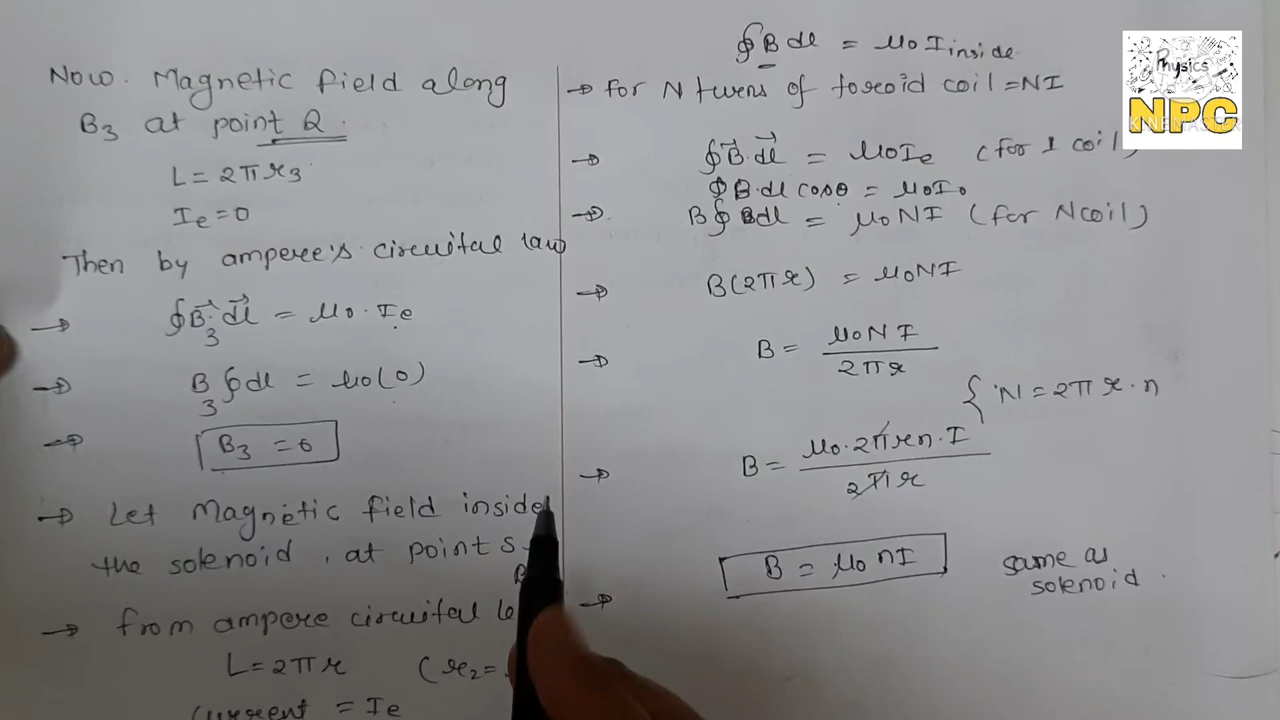 Now. Magnetic field along
B₃ at point Q
L = 2πr₃
Ie = 0
Then by ampere's circuital law
→ ∮B₃·dl = μ₀·Ie
→ B₃∮dl = μ₀(0)
→ B₃ = 0
→ Let Magnetic field inside
the solenoid, at point S
→ from ampere circuital
L = 2πr (r₂ =
current = Ie
∮B dl = μ₀ I inside
→ for N turns of toroid coil = NI
→ ∮B·dl = μ₀Ie (for 1 coil)
∮B·dl cosθ = μ₀I₀
→ B∮Bdl = μ₀NI (for N coil)
→ B(2πr) = μ₀NI
→ B = μ₀NI / 2πr
{ N = 2πr·n
→ B = μ₀·2πrn·I / 2πr
→ B = μ₀nI
same as
solenoid.
Physics
NPC